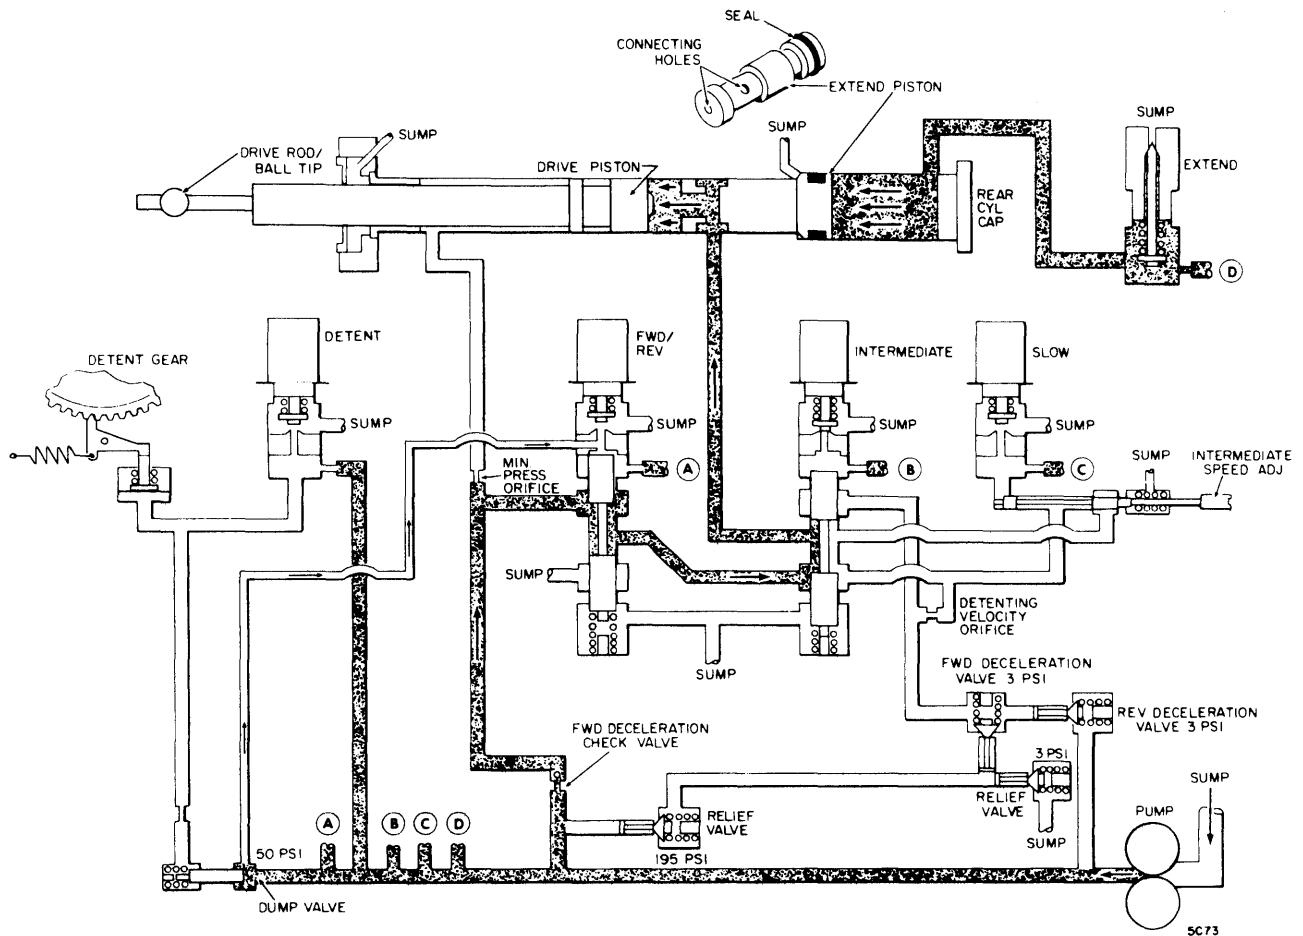 SEAL
CONNECTING
HOLES
EXTEND PISTON
SUMP
SUMP
SUMP
DRIVE ROD/
BALL TIP
DRIVE PISTON
EXTEND
REAR
CYL
CAP
D
DETENT
FWD/
REV
INTERMEDIATE
SLOW
DETENT GEAR
SUMP
SUMP
SUMP
SUMP
INTERMEDIATE
SPEED ADJ
MIN
PRESS
ORIFICE
A
B
C
SUMP
DETENTING
VELOCITY
ORIFICE
SUMP
FWD DECELERATION
VALVE 3 PSI
REV DECELERATION
VALVE 3 PSI
FWD DECELERATION
CHECK VALVE
3 PSI
RELIEF
VALVE
SUMP
SUMP
PUMP
RELIEF
VALVE
195 PSI
A
B
C
D
50 PSI
DUMP VALVE
5C73